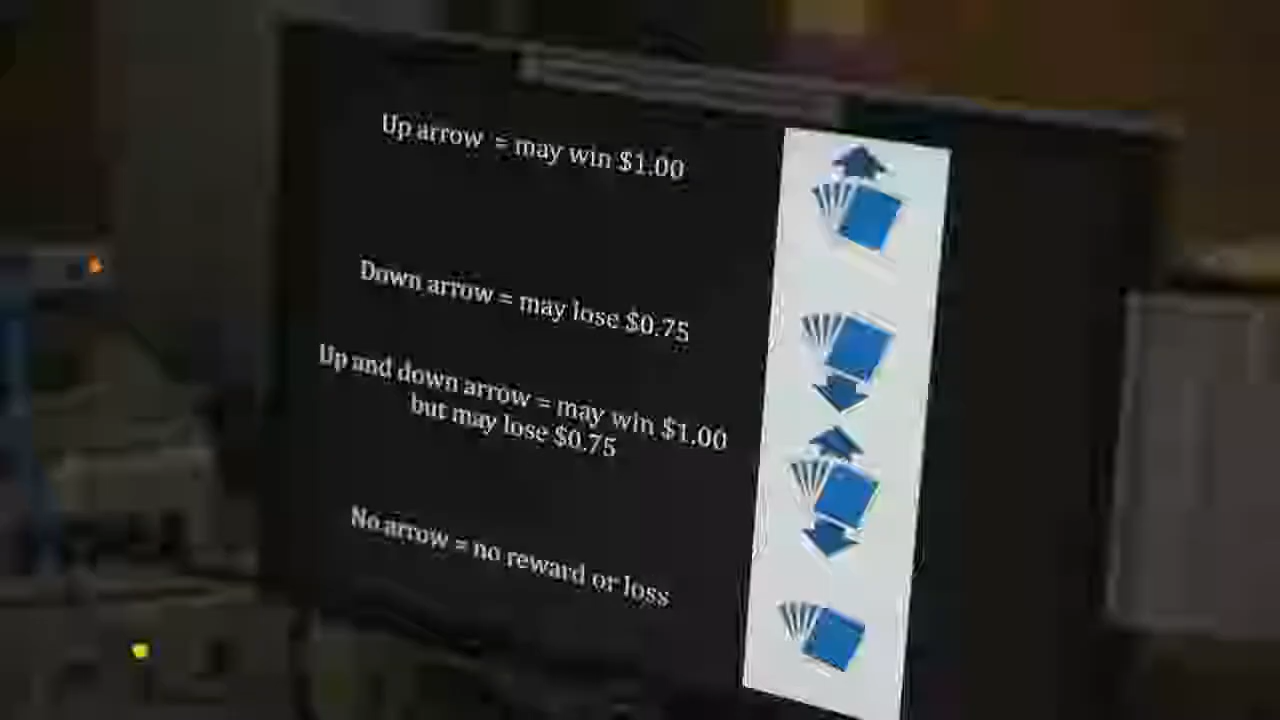 Up arrow = may win $1.00
Down arrow = may lose $0.75
Up and down arrow = may win $1.00
but may lose $0.75
No arrow = no reward or loss